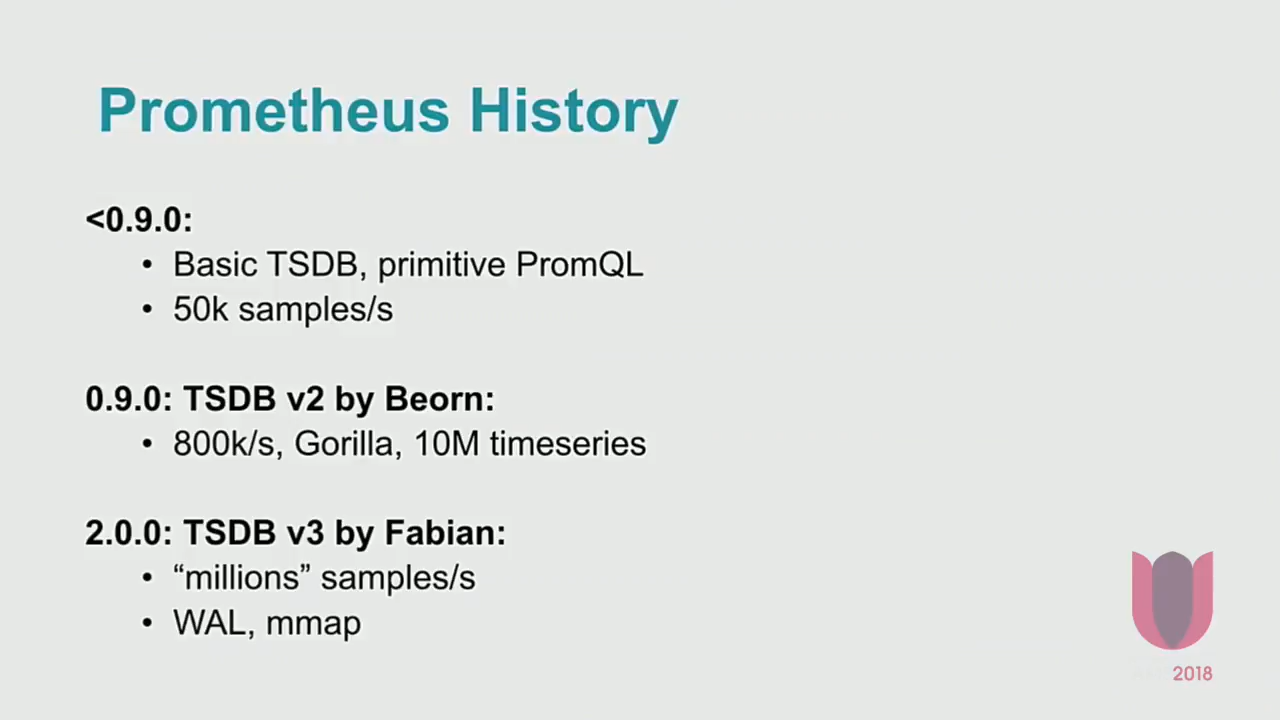 Prometheus History
<0.9.0:
• Basic TSDB, primitive PromQL
• 50k samples/s
0.9.0: TSDB v2 by Beorn:
• 800k/s, Gorilla, 10M timeseries
2.0.0: TSDB v3 by Fabian:
• “millions” samples/s
• WAL, mmap
2018